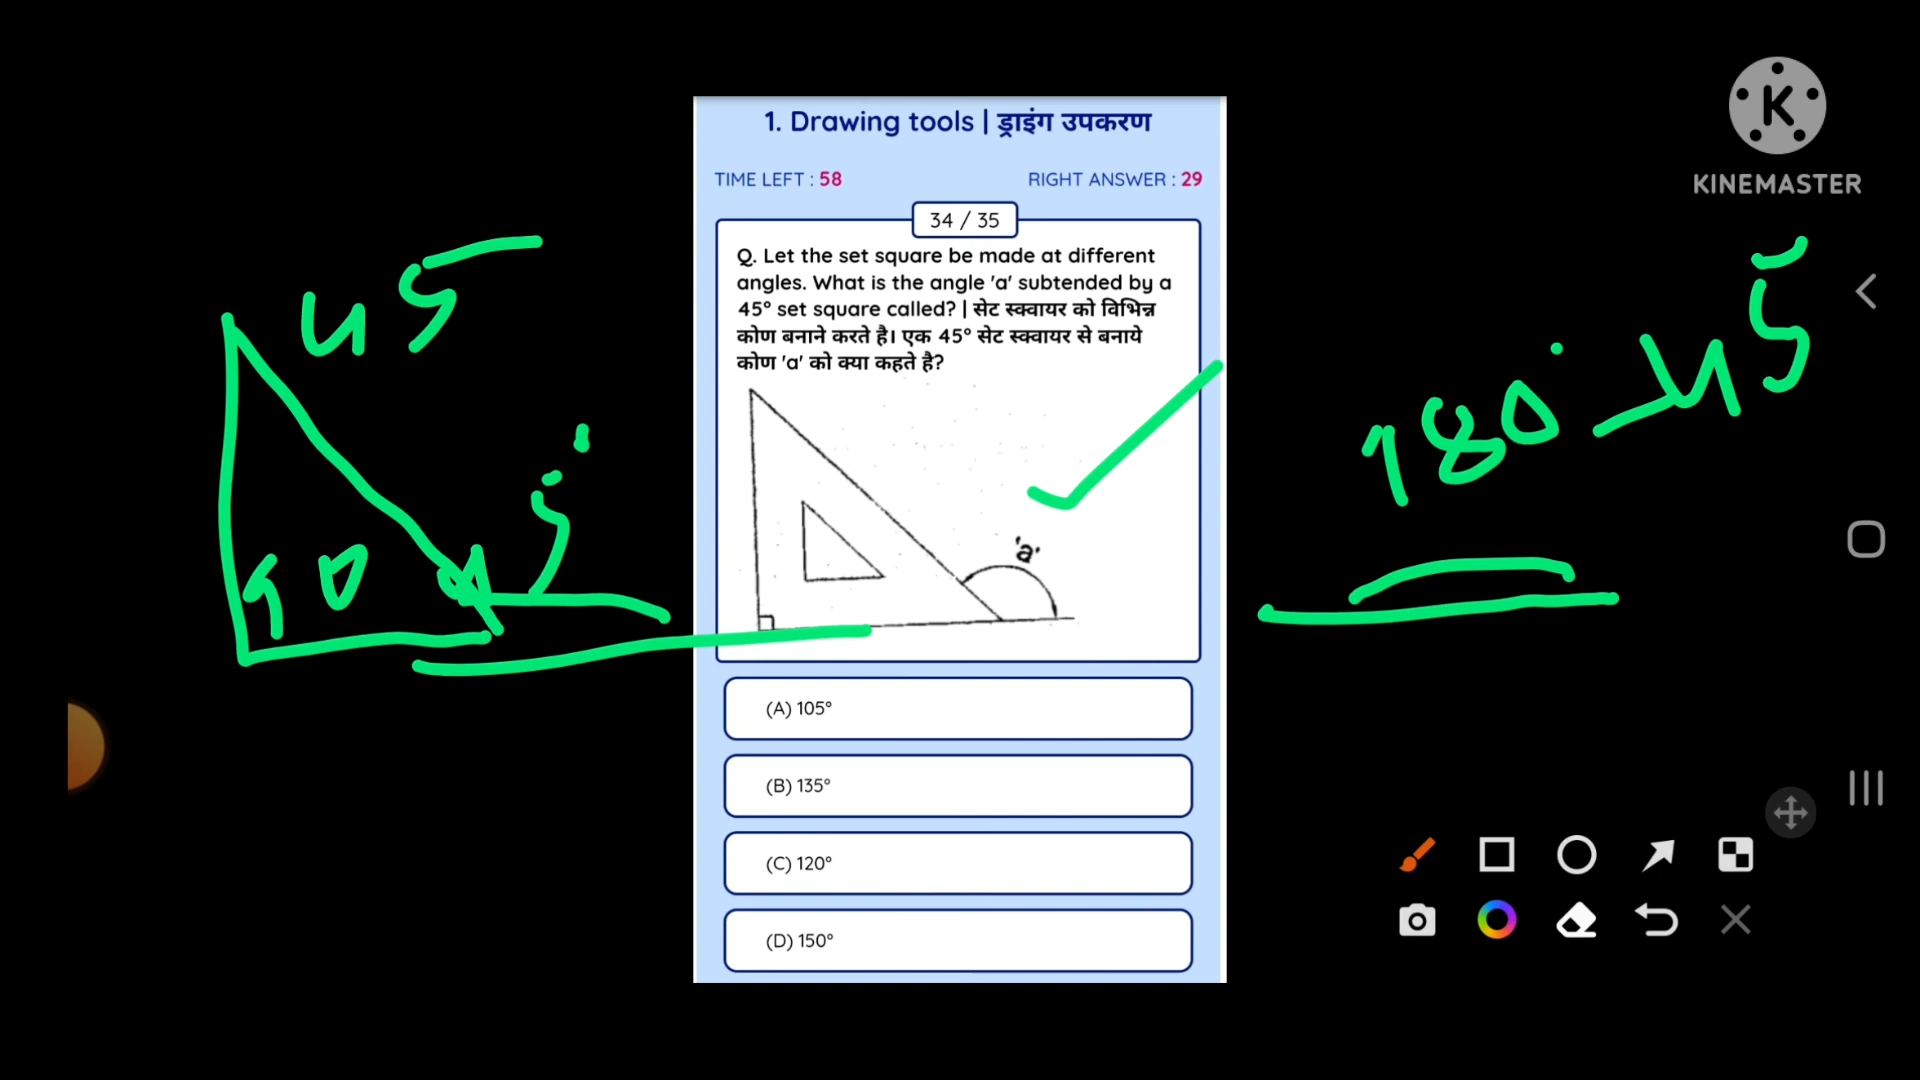 1. Drawing tools | ड्राइंग उपकरण
TIME LEFT : 58
RIGHT ANSWER : 29
34 / 35
Q. Let the set square be made at different
angles. What is the angle 'a' subtended by a
45° set square called? | सेट स्क्वायर को विभिन्न
कोण बनाने करते है। एक 45° सेट स्क्वायर से बनाये
कोण 'a' को क्या कहते है?
'a'
(A) 105°
(B) 135°
(C) 120°
(D) 150°
45
90
45°
180° - 45
K
KINEMASTER